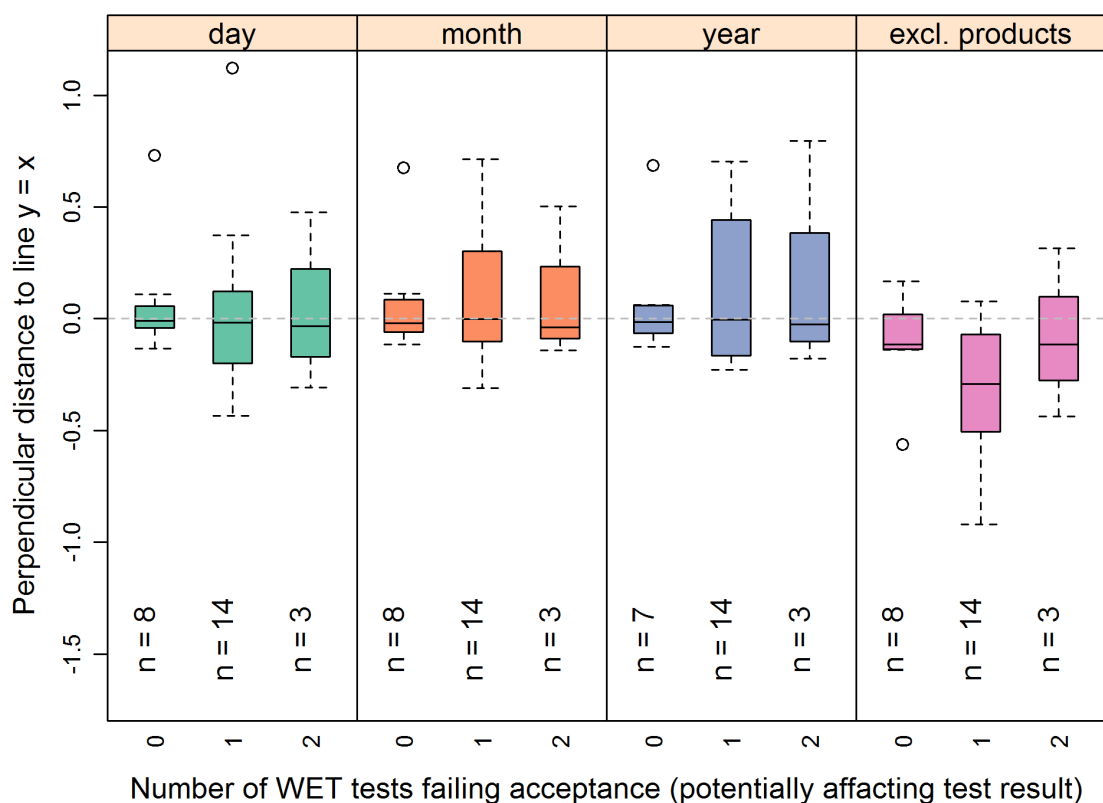 day month year excl. products
Perpendicular distance to line y = x
1.0
0.5
0.0
-0.5
-1.0
-1.5
n = 8 n = 14 n = 3 n = 8 n = 14 n = 3 n = 7 n = 14 n = 3 n = 8 n = 14 n = 3
0 1 2 0 1 2 0 1 2 0 1 2
Number of WET tests failing acceptance (potentially affacting test result)